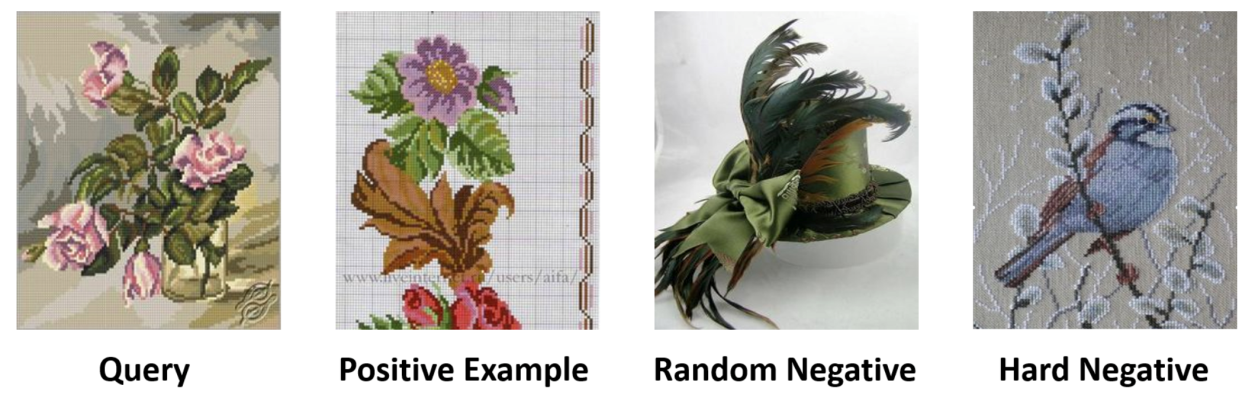 Query
Positive Example
Random Negative
Hard Negative